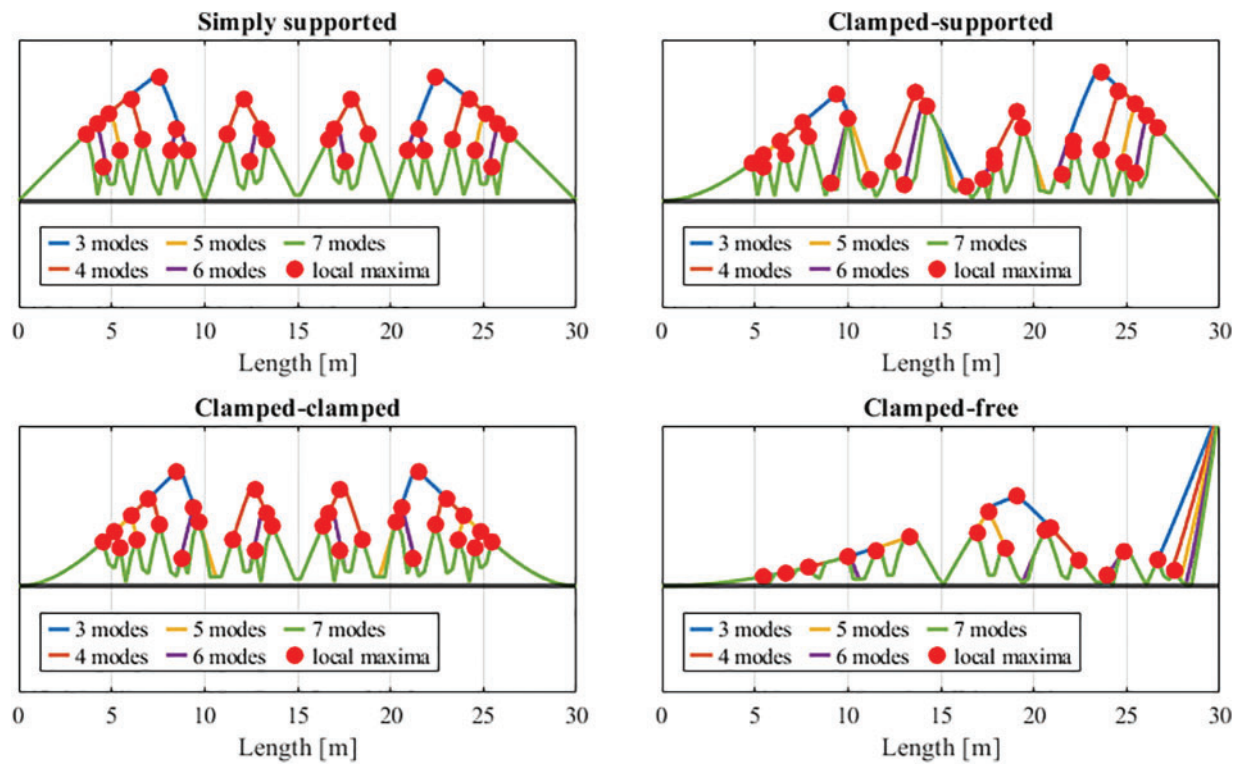 Simply supported
3 modes 5 modes 7 modes
4 modes 6 modes local maxima
0 5 10 15 20 25 30
Length [m]
Clamped-supported
3 modes 5 modes 7 modes
4 modes 6 modes local maxima
0 5 10 15 20 25 30
Length [m]
Clamped-clamped
3 modes 5 modes 7 modes
4 modes 6 modes local maxima
0 5 10 15 20 25 30
Length [m]
Clamped-free
3 modes 5 modes 7 modes
4 modes 6 modes local maxima
0 5 10 15 20 25 30
Length [m]